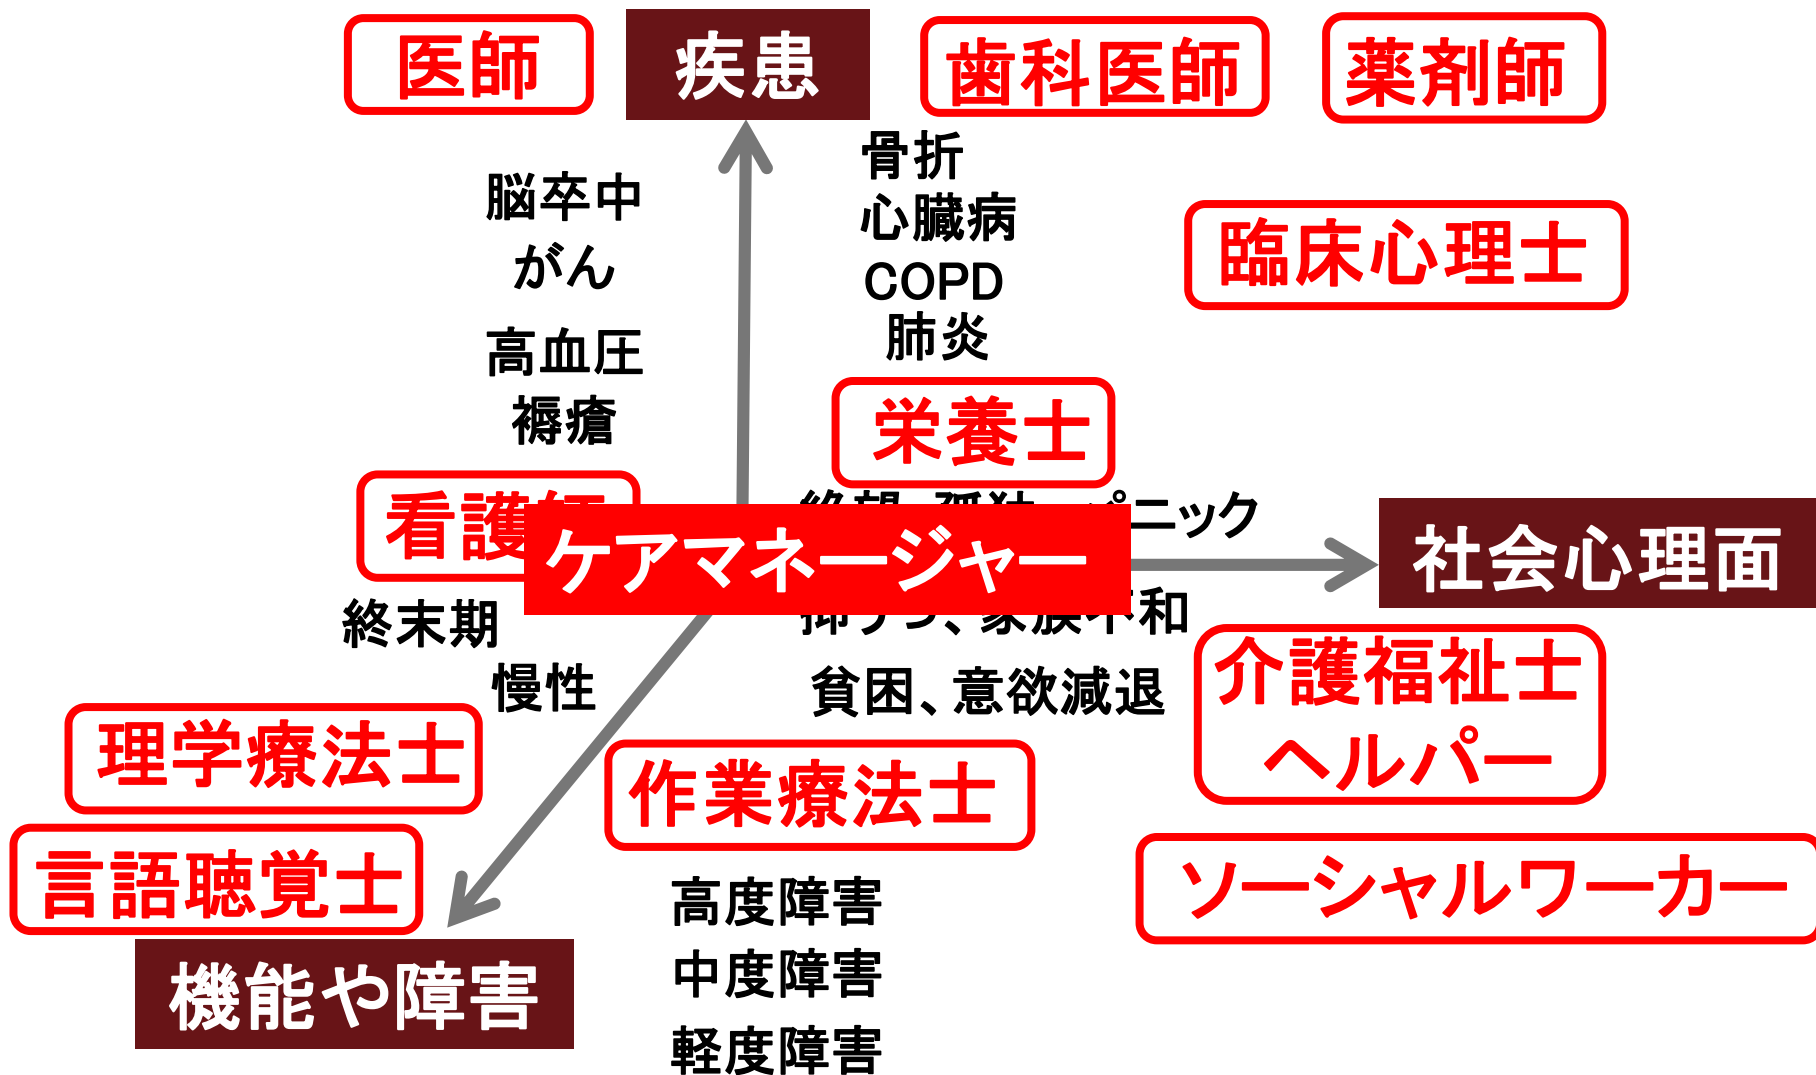 医師
疾患
歯科医師
薬剤師
骨折
脳卒中
心臓病
臨床心理士
がん
COPD
肺炎
高血圧
褥瘡
栄養士
看護師
ニック
ケアマネージャー
社会心理面
終末期
和
慢性
貧困、意欲減退
介護福祉士
ヘルパー
理学療法士
作業療法士
言語聴覚士
ソーシャルワーカー
高度障害
機能や障害
中度障害
軽度障害